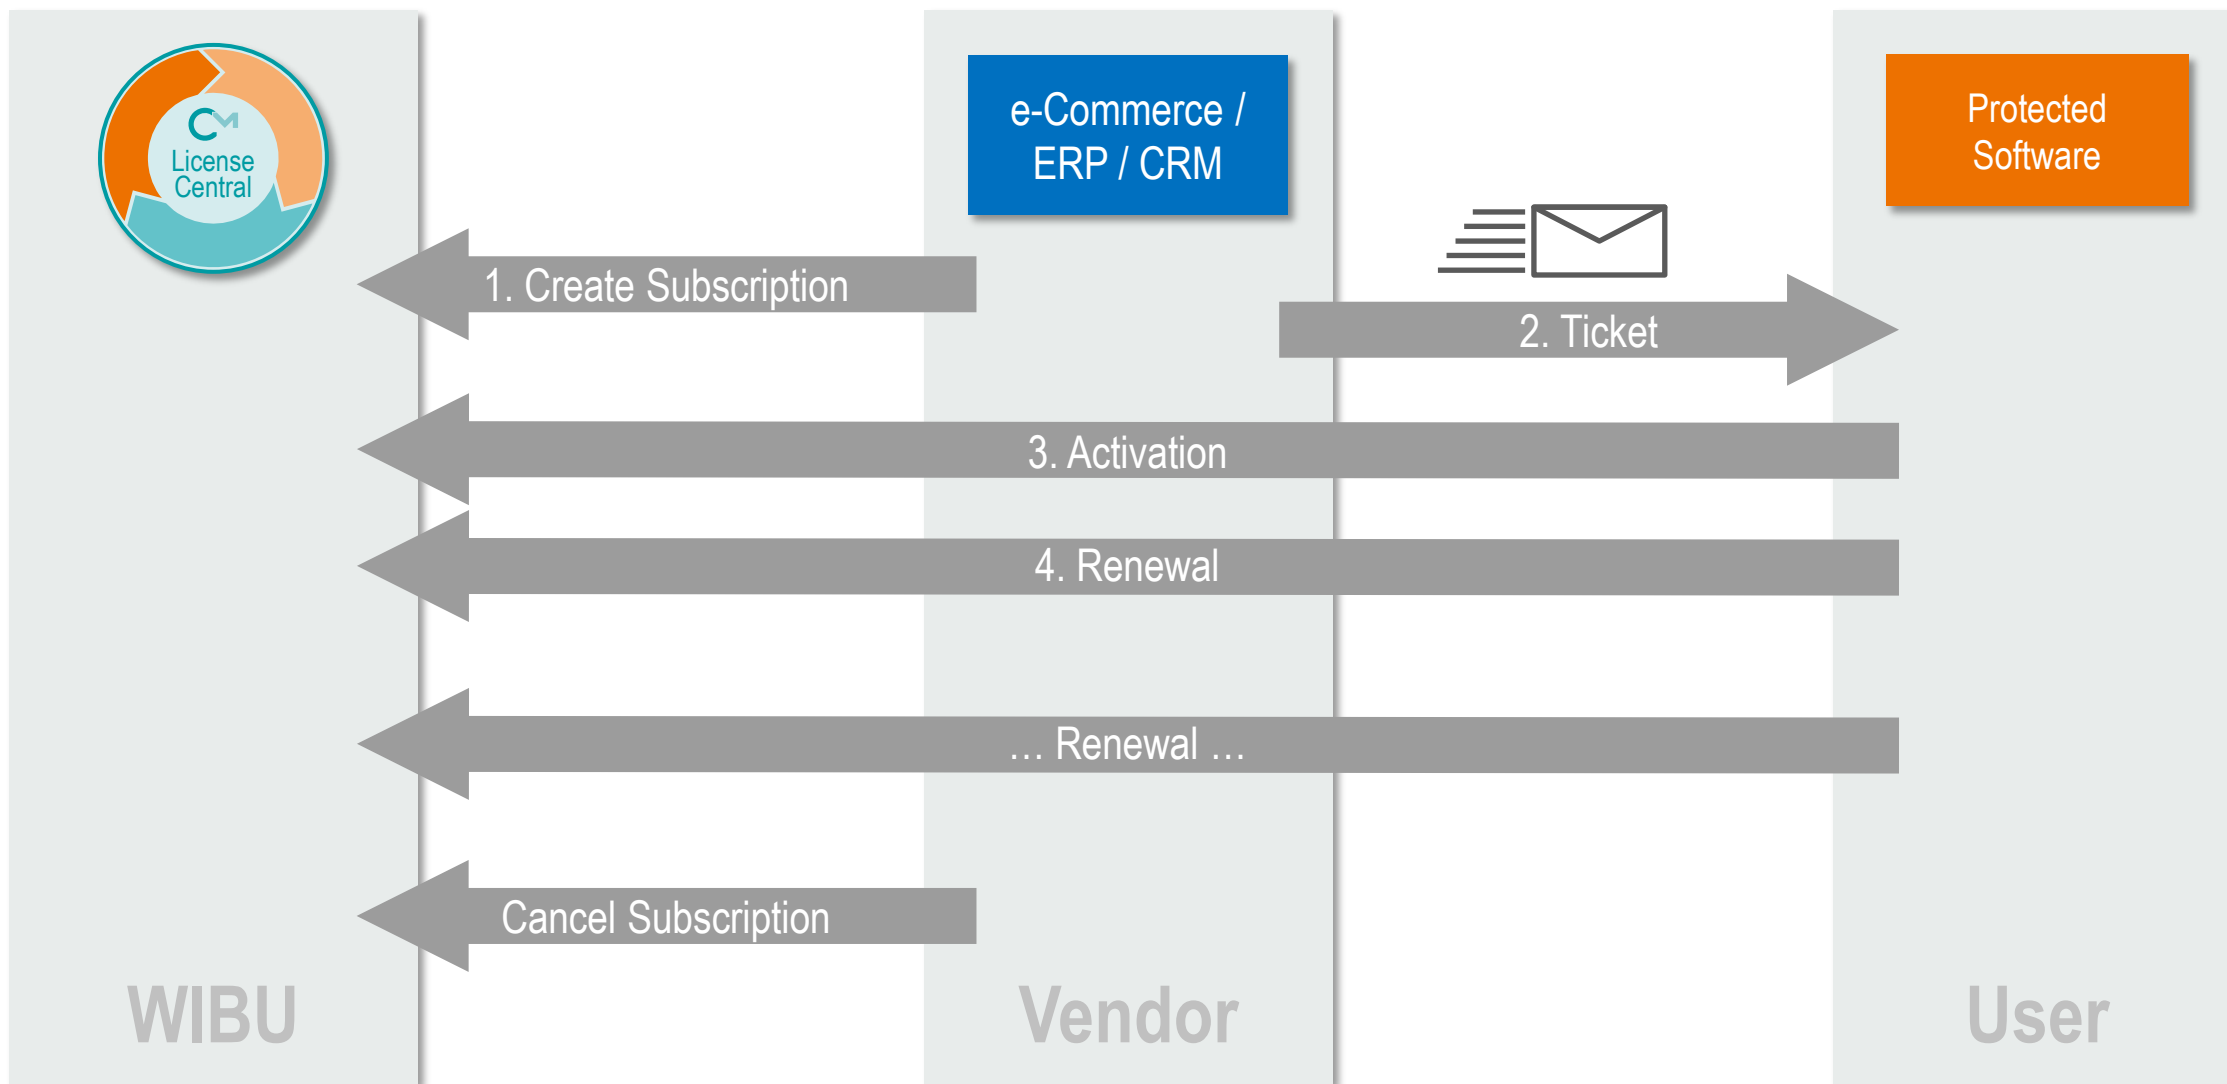 CM
License
Central
e-Commerce /
ERP / CRM
Protected
Software
1. Create Subscription
2. Ticket
3. Activation
4. Renewal
… Renewal …
Cancel Subscription
WIBU
Vendor
User